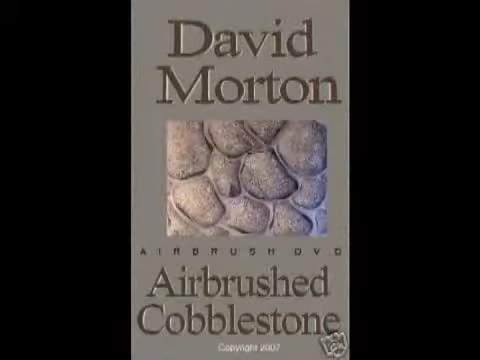 David
Morton
AIRBRUSH DVD
Airbrushed
Cobblestone
Copyright 2007